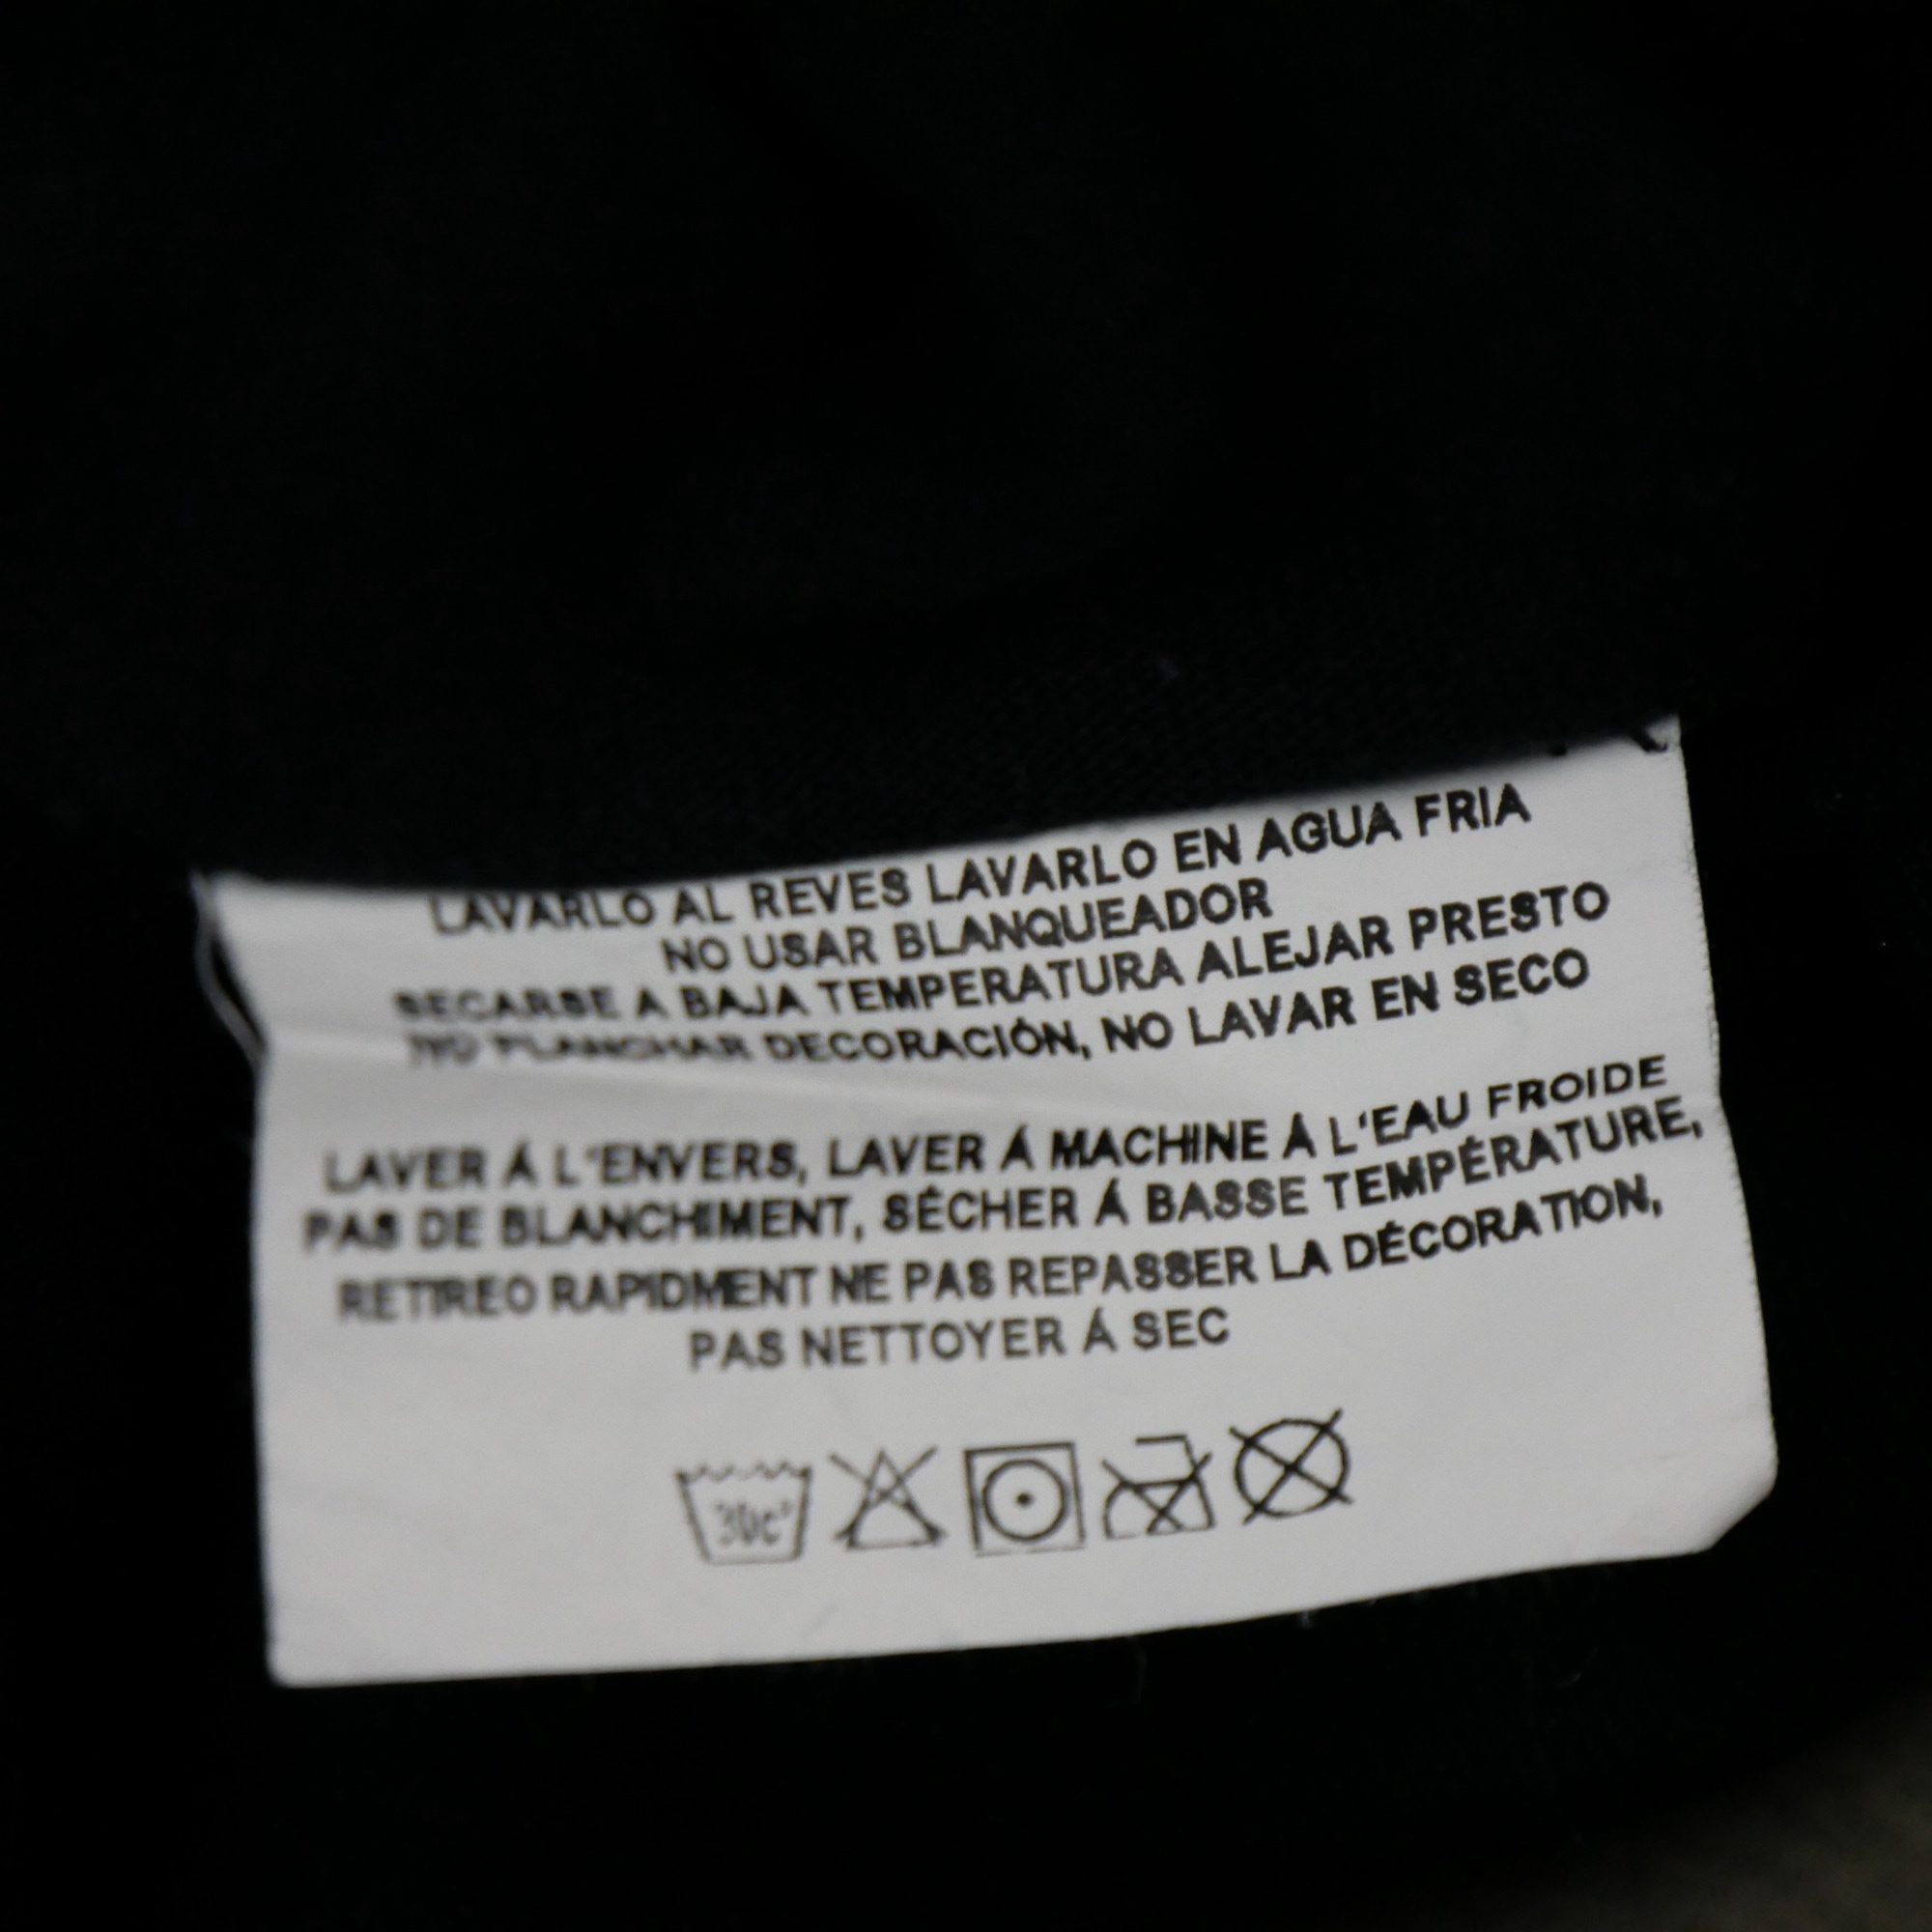 LAVARLO AL REVES LAVARLO EN AGUA FRIA
NO USAR BLANQUEADOR
SECARSE A BAJA TEMPERATURA ALEJAR PRESTO
NO PLANCHAR DECORACIÓN, NO LAVAR EN SECO
LAVER Á L'ENVERS, LAVER Á MACHINE Á L'EAU FROIDE
PAS DE BLANCHIMENT, SÉCHER Á BASSE TEMPÉRATURE,
RETIREO RAPIDMENT NE PAS REPASSER LA DÉCORATION,
PAS NETTOYER Á SEC
30c°